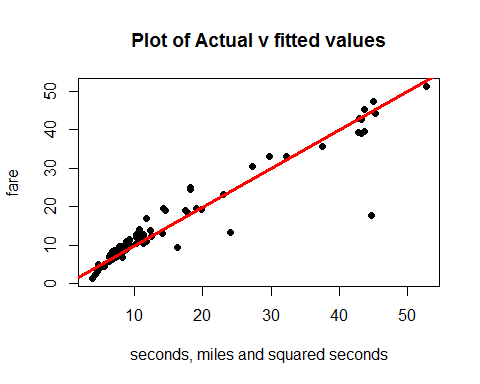 Plot of Actual v fitted values
50
40
30
20
10
0
fare
10 20 30 40 50
seconds, miles and squared seconds